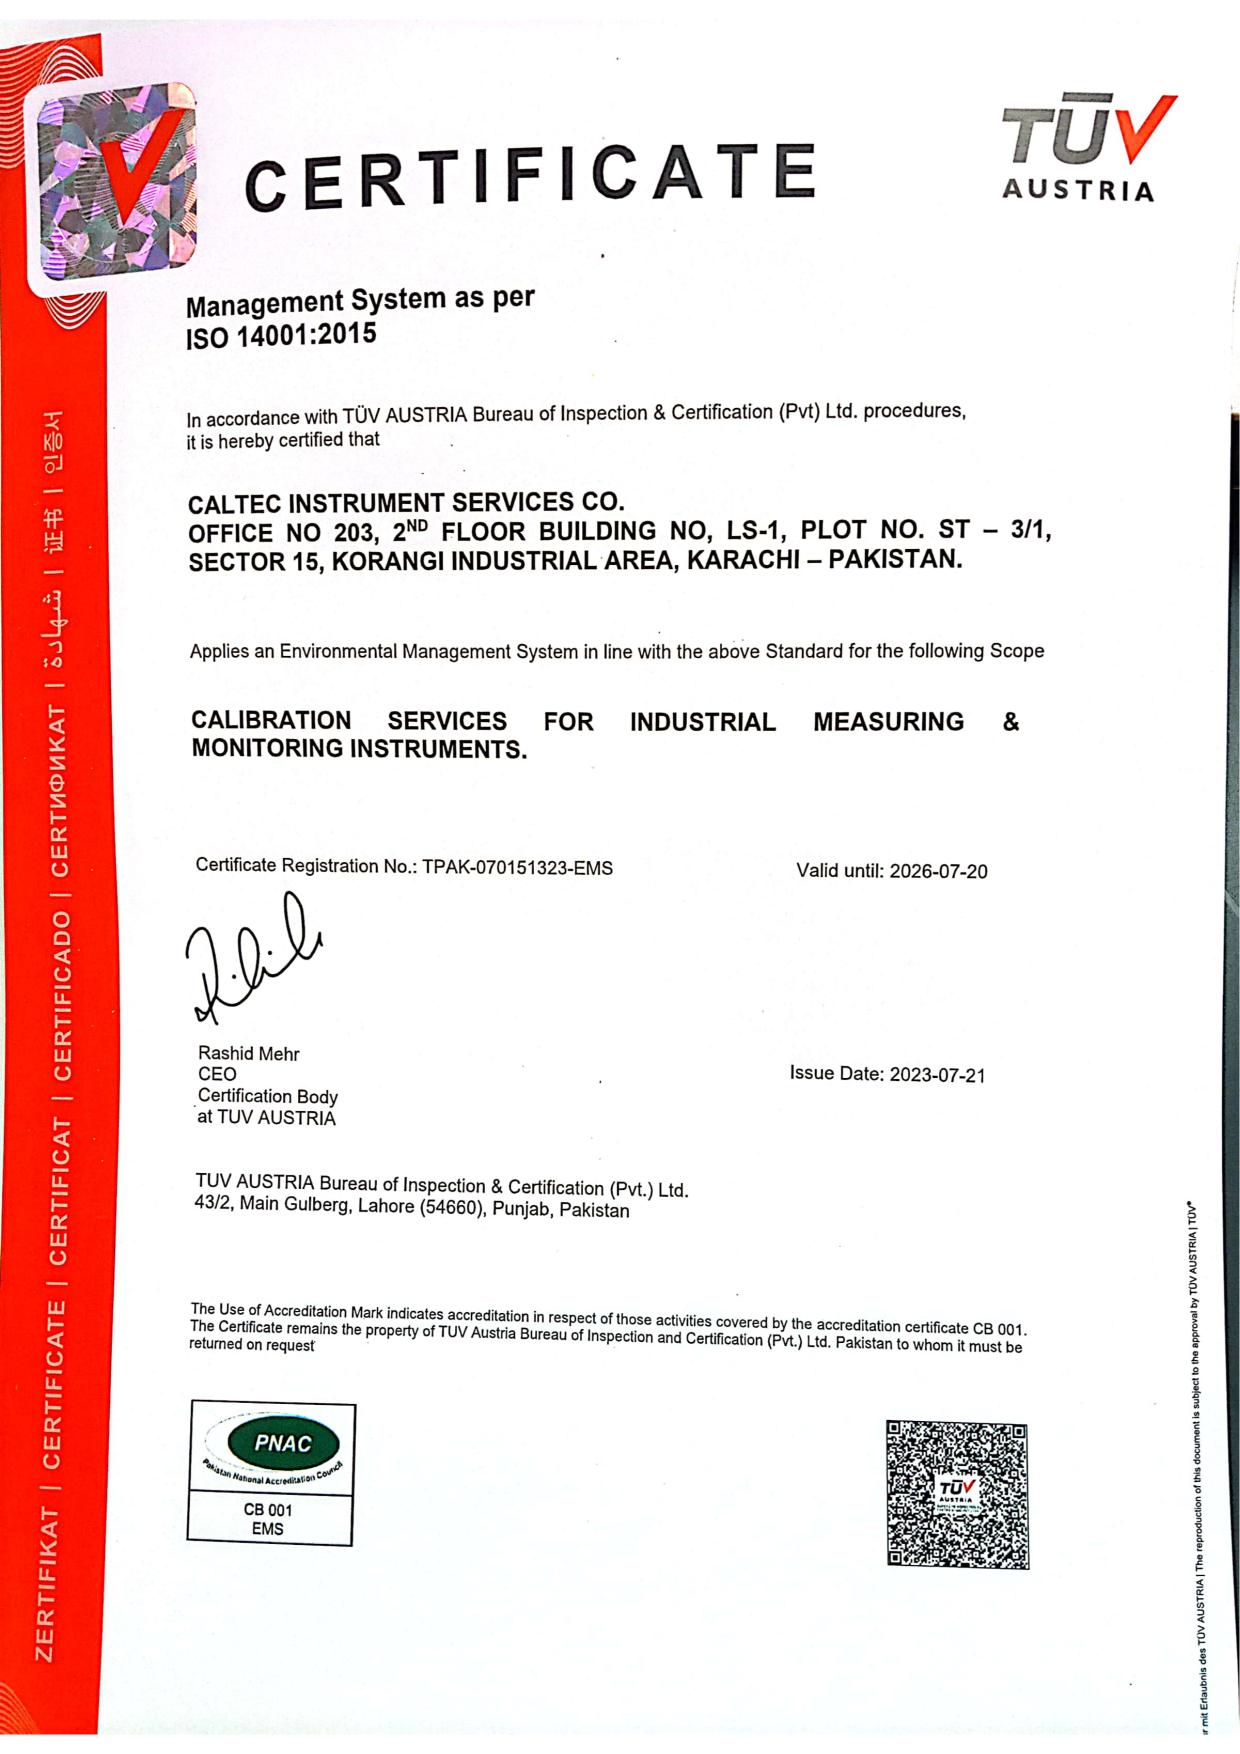 TÜV
AUSTRIA
CERTIFICATE
Management System as per
ISO 14001:2015
In accordance with TÜV AUSTRIA Bureau of Inspection & Certification (Pvt) Ltd. procedures,
it is hereby certified that
CALTEC INSTRUMENT SERVICES CO.
OFFICE NO 203, 2ND FLOOR BUILDING NO, LS-1, PLOT NO. ST – 3/1,
SECTOR 15, KORANGI INDUSTRIAL AREA, KARACHI – PAKISTAN.
Applies an Environmental Management System in line with the above Standard for the following Scope
CALIBRATION SERVICES FOR INDUSTRIAL MEASURING &
MONITORING INSTRUMENTS.
Certificate Registration No.: TPAK-070151323-EMS
Valid until: 2026-07-20
Rashid Mehr
CEO
Certification Body
at TUV AUSTRIA
Issue Date: 2023-07-21
TUV AUSTRIA Bureau of Inspection & Certification (Pvt.) Ltd.
43/2, Main Gulberg, Lahore (54660), Punjab, Pakistan
The Use of Accreditation Mark indicates accreditation in respect of those activities covered by the accreditation certificate CB 001.
The Certificate remains the property of TUV Austria Bureau of Inspection and Certification (Pvt.) Ltd. Pakistan to whom it must be
returned on request
PNAC
Pakistan National Accreditation Council
CB 001
EMS
TÜV
AUSTRIA
ZERTIFIKAT | CERTIFICATE | CERTIFICAT | CERTIFICADO | СЕРТИФИКАТ | شهادة | 证书 | 인증서
mit Erlaubnis des TÜV AUSTRIA | The reproduction of this document is subject to the approval by TÜV AUSTRIA | TÜV®